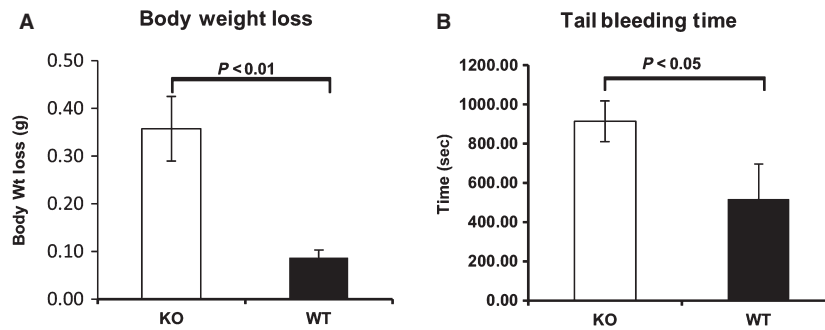 A
Body weight loss
P < 0.01
Body Wt loss (g)
0.50
0.40
0.30
0.20
0.10
0.00
KO WT
B
Tail bleeding time
P < 0.05
Time (sec)
1200.00
1000.00
800.00
600.00
400.00
200.00
0.00
KO WT